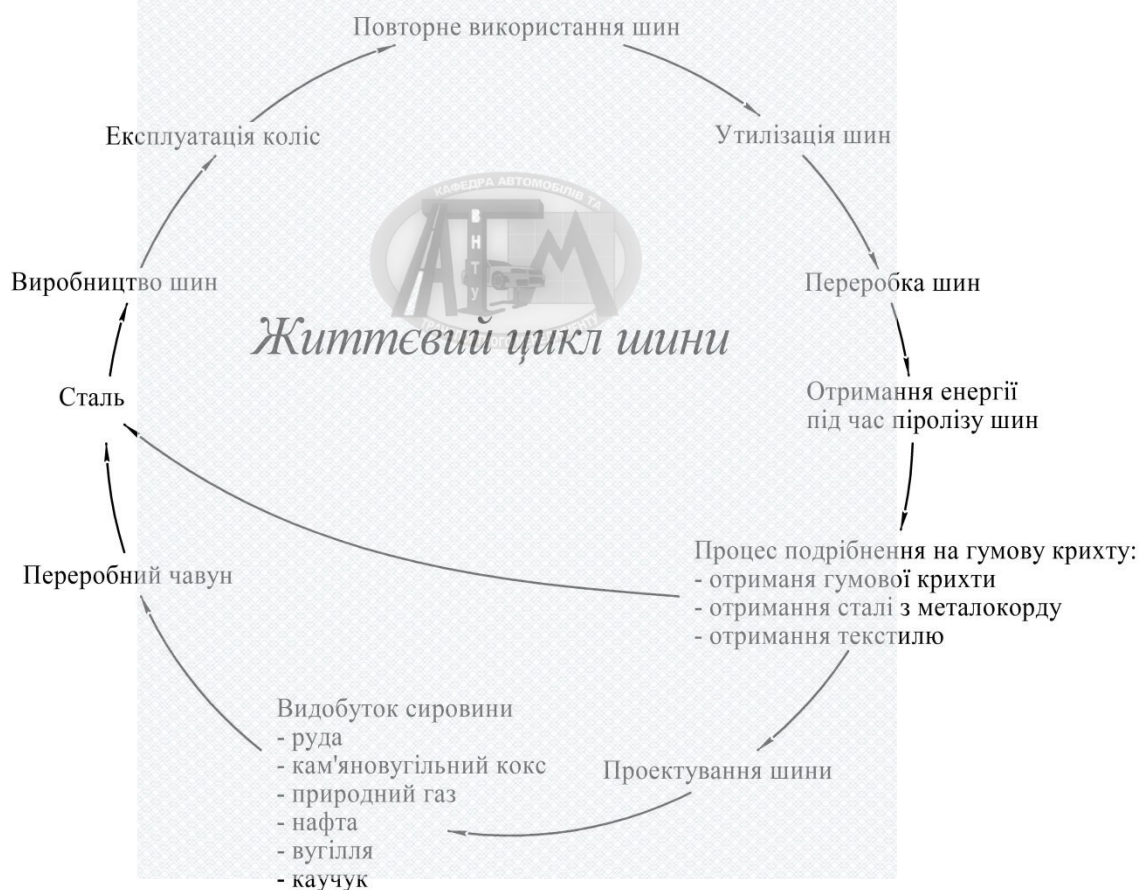 Повторне використання шин
Експлуатація коліс
Утилізація шин
КАФЕДРА АВТОМОБІЛІВ ТА
ВНТУ
Виробництво шин
Переробка шин
Життєвий цикл шини
Сталь
Отримання енергії
під час піролізу шин
Переробний чавун
Процес подрібнення на гумову крихту:
- отриманя гумової крихти
- отримання сталі з металокорду
- отримання текстилю
Видобуток сировини
- руда
- кам'яновугільний кокс
- природний газ
- нафта
- вугілля
- каучук
Проектування шини